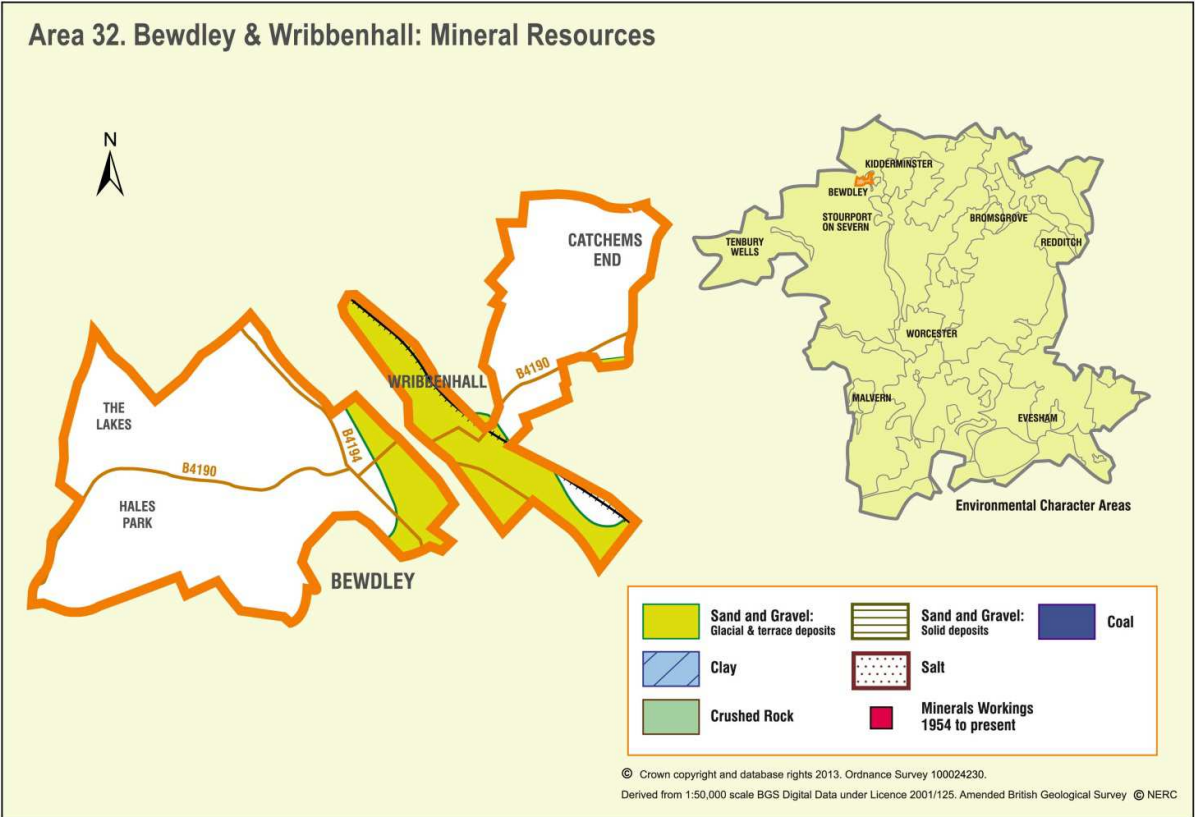 Area 32. Bewdley & Wribbenhall: Mineral Resources
N
KIDDERMINSTER
BEWDLEY
STOURPORT
ON SEVERN
BROMSGROVE
TENBURY
WELLS
REDDITCH
WORCESTER
MALVERN
EVESHAM
Environmental Character Areas
CATCHEMS
END
B4190
WRIBBENHALL
THE
LAKES
B4194
B4190
HALES
PARK
BEWDLEY
Sand and Gravel:
Glacial & terrace deposits
Sand and Gravel:
Solid deposits
Coal
Clay
Salt
Crushed Rock
Minerals Workings
1954 to present
© Crown copyright and database rights 2013. Ordnance Survey 100024230.
Derived from 1:50,000 scale BGS Digital Data under Licence 2001/125. Amended British Geological Survey © NERC